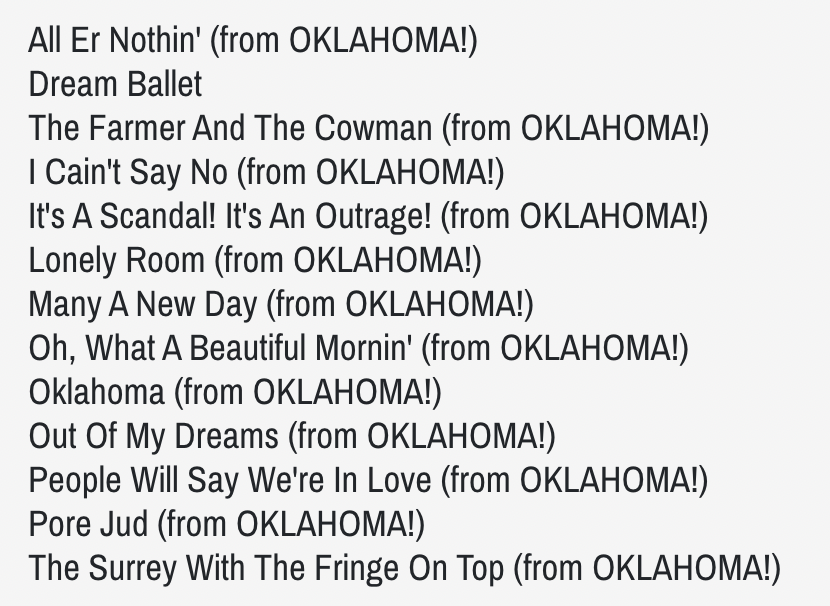 All Er Nothin' (from OKLAHOMA!)
Dream Ballet
The Farmer And The Cowman (from OKLAHOMA!)
I Cain't Say No (from OKLAHOMA!)
It's A Scandal! It's An Outrage! (from OKLAHOMA!)
Lonely Room (from OKLAHOMA!)
Many A New Day (from OKLAHOMA!)
Oh, What A Beautiful Mornin' (from OKLAHOMA!)
Oklahoma (from OKLAHOMA!)
Out Of My Dreams (from OKLAHOMA!)
People Will Say We're In Love (from OKLAHOMA!)
Pore Jud (from OKLAHOMA!)
The Surrey With The Fringe On Top (from OKLAHOMA!)